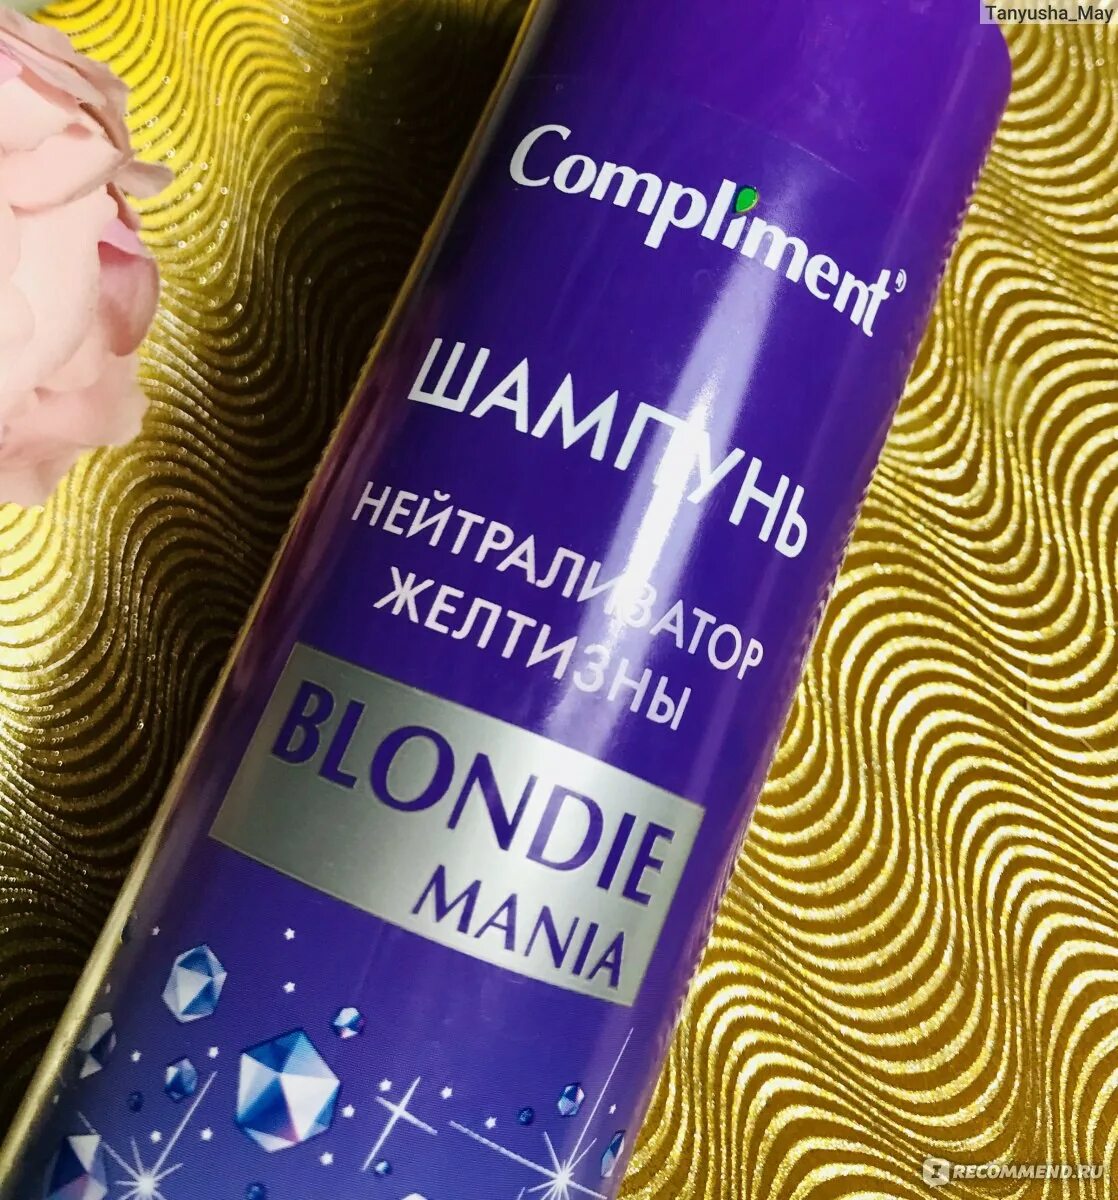 Tanyusha_May
Compliment
ШАМПУНЬ
НЕЙТРАЛИЗАТОР
ЖЕЛТИЗНЫ
BLONDIE
MANIA
RECOMMEND.RU